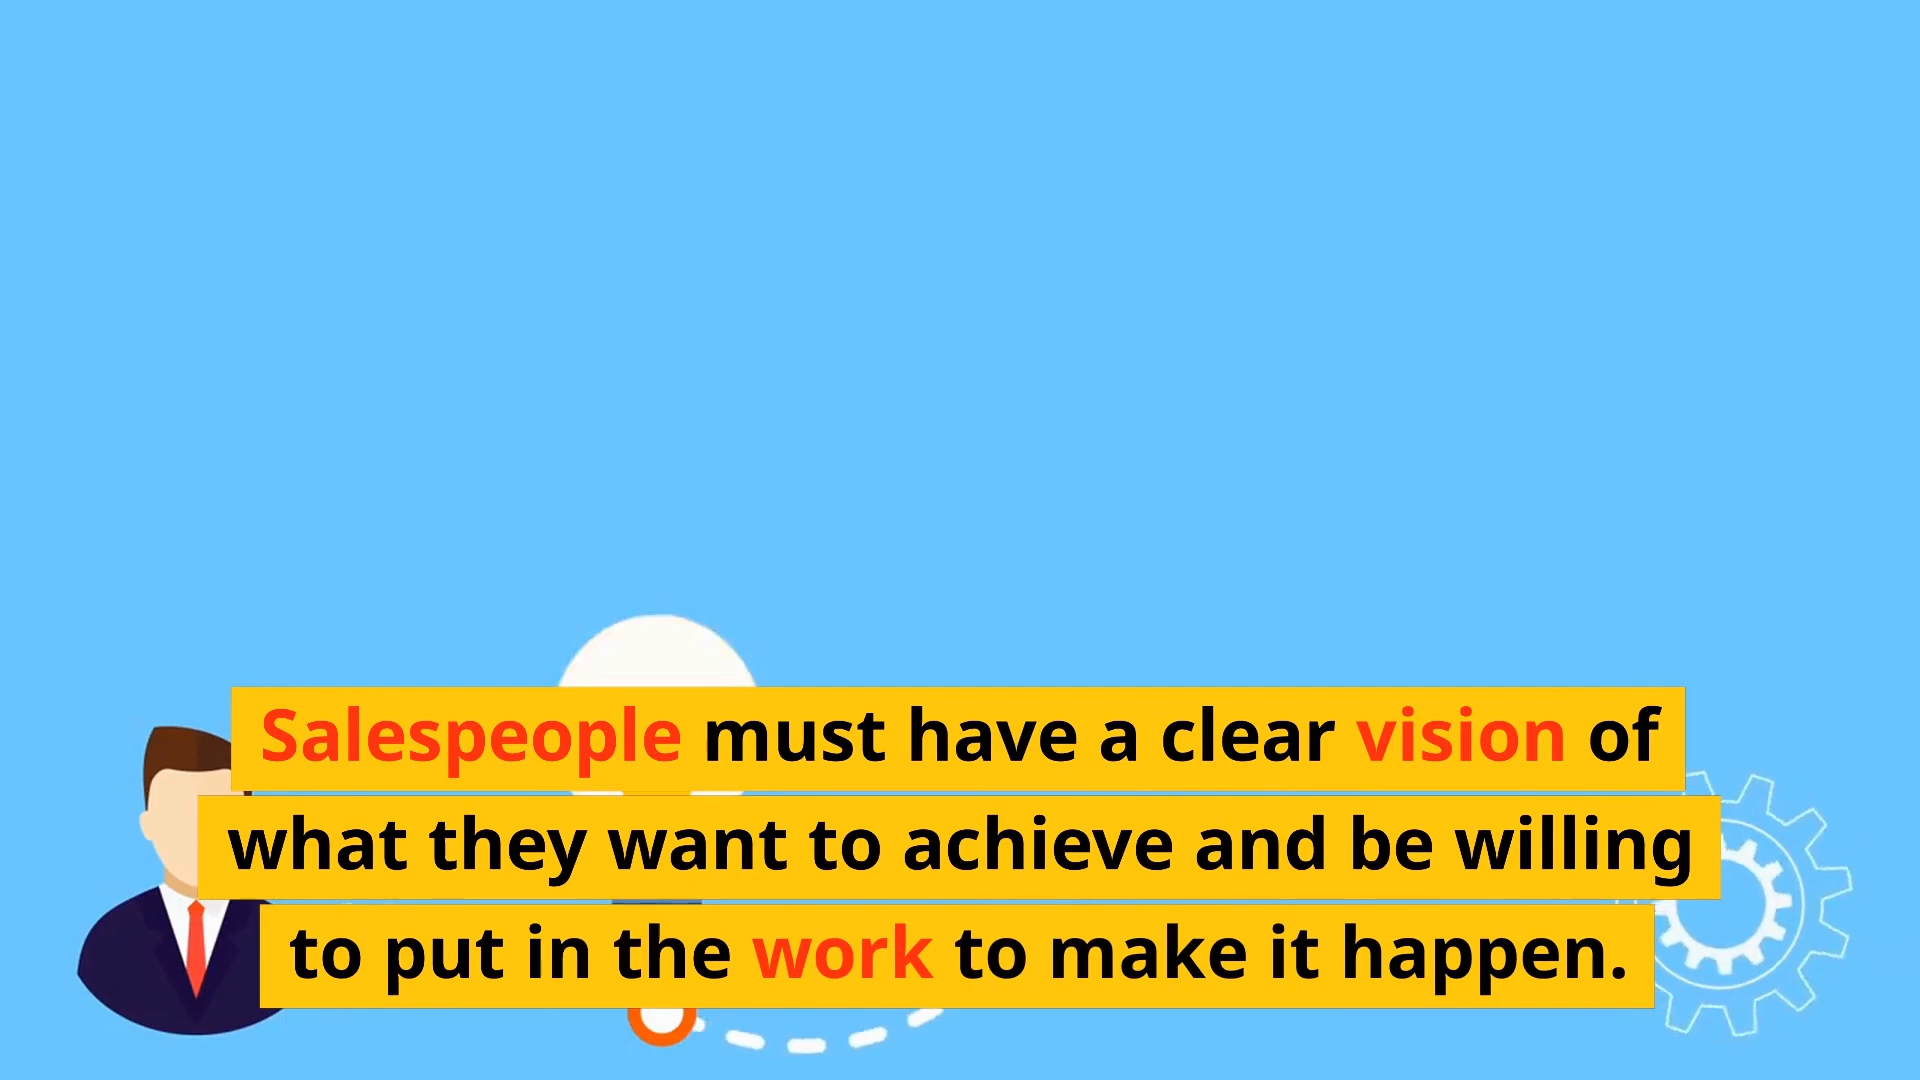 Salespeople must have a clear vision of
what they want to achieve and be willing
to put in the work to make it happen.